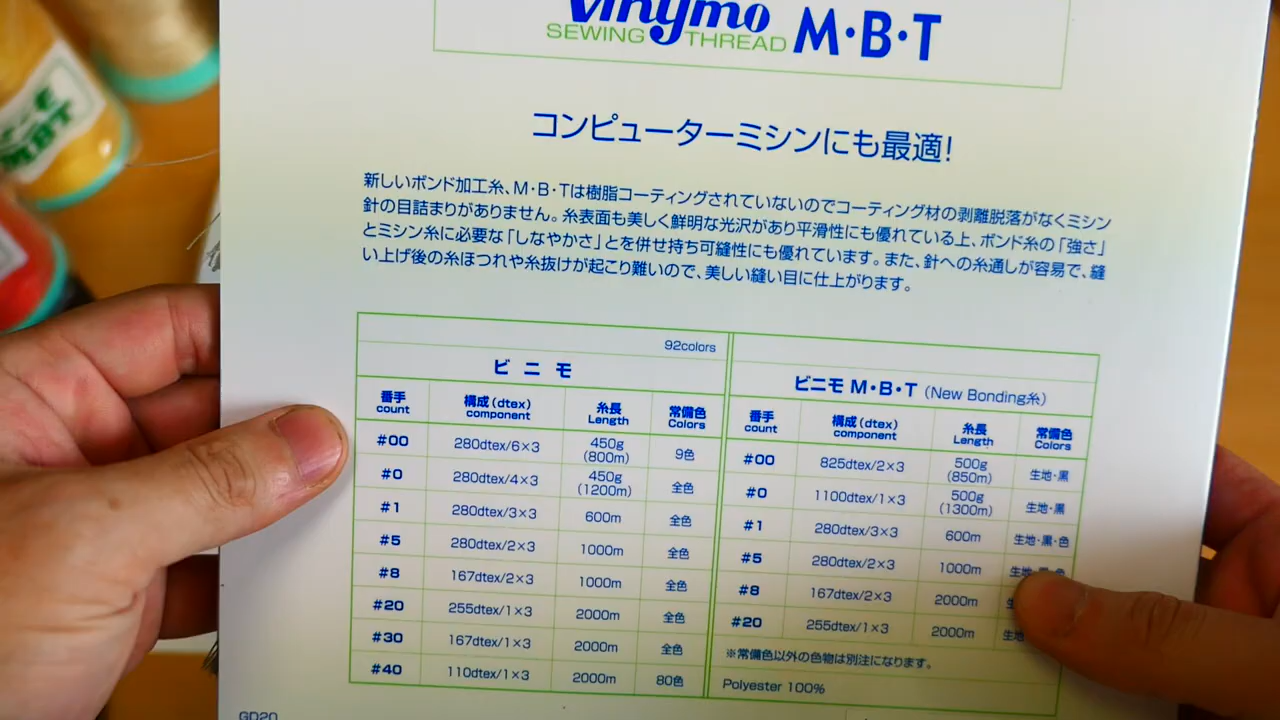 Vinymo
SEWING THREAD M・B・T
コンピューターミシンにも最適!
新しいボンド加工糸、M・B・Tは樹脂コーティングされていないのでコーティング材の剥離脱落がなくミシン
針の目詰まりがありません。糸表面も美しく鮮明な光沢があり平滑性にも優れている上、ボンド糸の「強さ」
とミシン糸に必要な「しなやかさ」とを併せ持ち可縫性にも優れています。また、針への糸通しが容易で、縫
い上げ後の糸ほつれや糸抜けが起こり難いので、美しい縫い目に仕上がります。
92colors
ビニモ
番手 構成(dtex) 糸長 常備色
count component Length Colors
#00 280dtex/6×3 450g (800m) 9色
#0 280dtex/4×3 450g (1200m) 全色
#1 280dtex/3×3 600m 全色
#5 280dtex/2×3 1000m 全色
#8 167dtex/2×3 1000m 全色
#20 255dtex/1×3 2000m 全色
#30 167dtex/1×3 2000m 全色
#40 110dtex/1×3 2000m 80色
ビニモ M・B・T (New Bonding糸)
番手 構成(dtex) 糸長 常備色
count component Length Colors
#00 825dtex/2×3 500g (850m) 生地・黒
#0 1100dtex/1×3 500g (1300m) 生地・黒
#1 280dtex/3×3 600m 生地・黒・色
#5 280dtex/2×3 1000m 生地・黒・色
#8 167dtex/2×3 2000m 生
#20 255dtex/1×3 2000m 生地
※常備色以外の色物は別注になります。
Polyester 100%
GD20
MBT